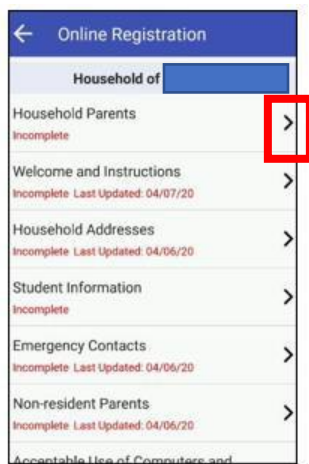 Online Registration
Household of
Household Parents
Incomplete
Welcome and Instructions
Incomplete Last Updated: 04/07/20
Household Addresses
Incomplete Last Updated: 04/06/20
Student Information
Incomplete
Emergency Contacts
Incomplete Last Updated: 04/06/20
Non-resident Parents
Incomplete Last Updated: 04/06/20
Acceptable Use of Computers and